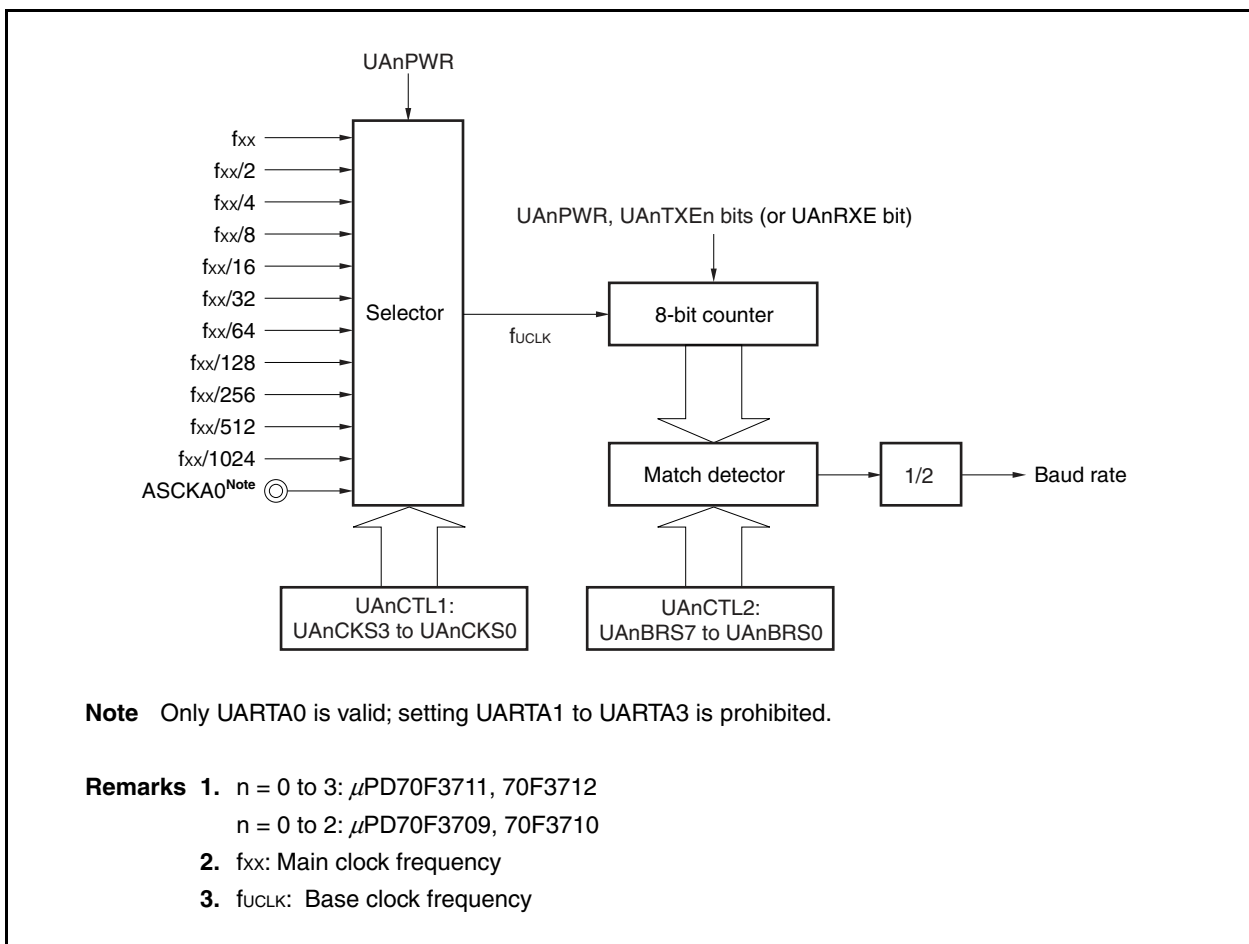 UAnPWR
fXX
fXX/2
fXX/4
fXX/8
fXX/16
fXX/32
fXX/64
fXX/128
fXX/256
fXX/512
fXX/1024
ASCKA0Note
Selector
fUCLK
UAnPWR, UAnTXEn bits (or UAnRXE bit)
8-bit counter
Match detector
1/2
Baud rate
UAnCTL1:
UAnCKS3 to UAnCKS0
UAnCTL2:
UAnBRS7 to UAnBRS0
Note Only UARTA0 is valid; setting UARTA1 to UARTA3 is prohibited.
Remarks 1. n = 0 to 3: μPD70F3711, 70F3712
n = 0 to 2: μPD70F3709, 70F3710
2. fXX: Main clock frequency
3. fUCLK: Base clock frequency